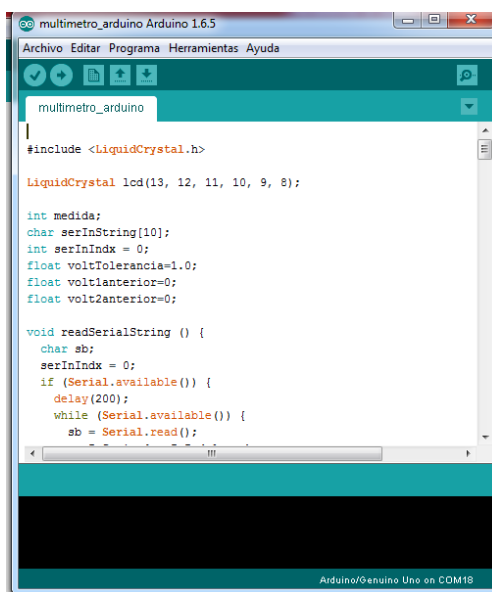 multimetro_arduino Arduino 1.6.5
Archivo Editar Programa Herramientas Ayuda
multimetro_arduino
#include <LiquidCrystal.h>
LiquidCrystal lcd(13, 12, 11, 10, 9, 8);
int medida;
char serInString[10];
int serInIndx = 0;
float voltTolerancia=1.0;
float volt1anterior=0;
float volt2anterior=0;
void readSerialString () {
char sb;
serInIndx = 0;
if (Serial.available()) {
delay(200);
while (Serial.available()) {
sb = Serial.read();
Arduino/Genuino Uno on COM18